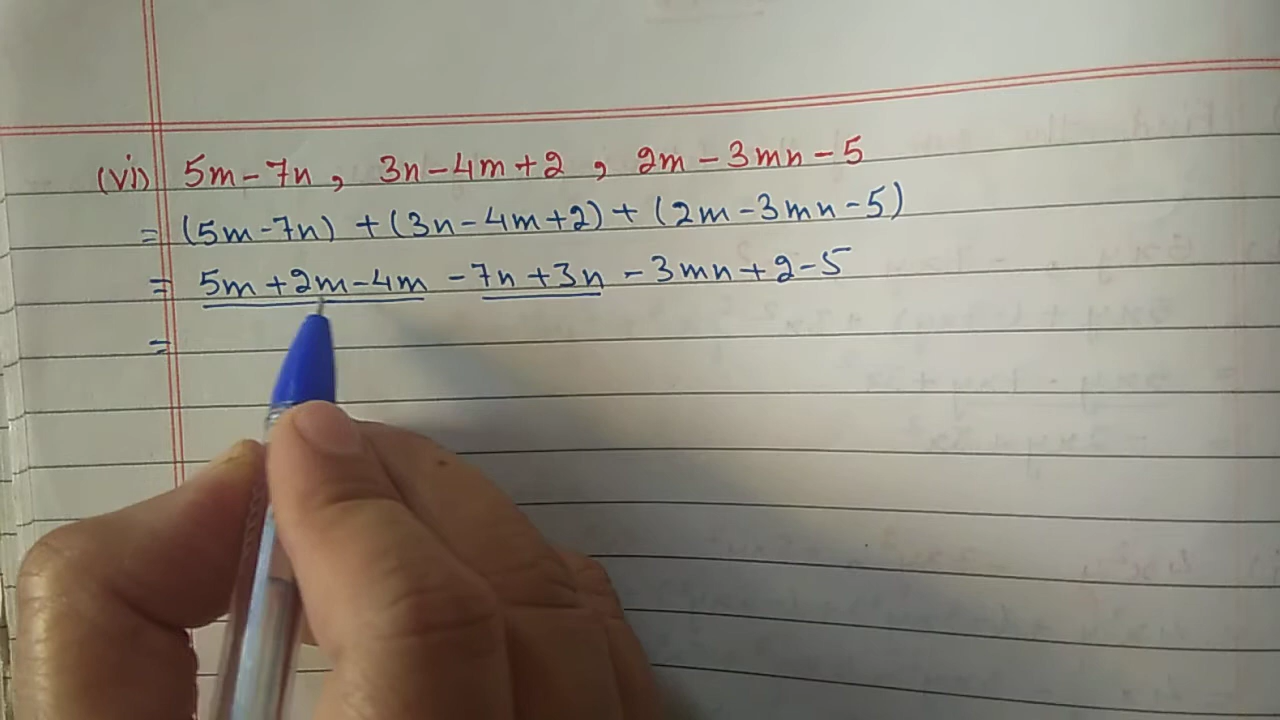 (vi) 5m-7n, 3n-4m+2, 2m-3mn-5
= (5m-7n) +(3n-4m+2)+ (2m-3mn-5)
= 5m+2m-4m -7n+3n -3mn+2-5
=